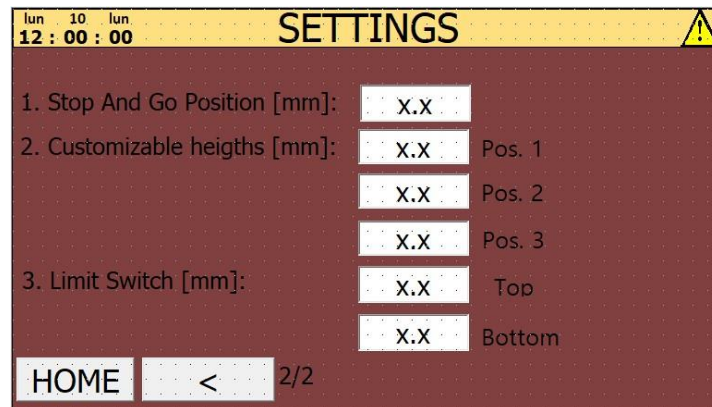 lun 10 lun
12 : 00 : 00
SETTINGS
1. Stop And Go Position [mm]: x.x
2. Customizable heigths [mm]: x.x Pos. 1
x.x Pos. 2
x.x Pos. 3
3. Limit Switch [mm]: x.x Top
x.x Bottom
HOME < 2/2